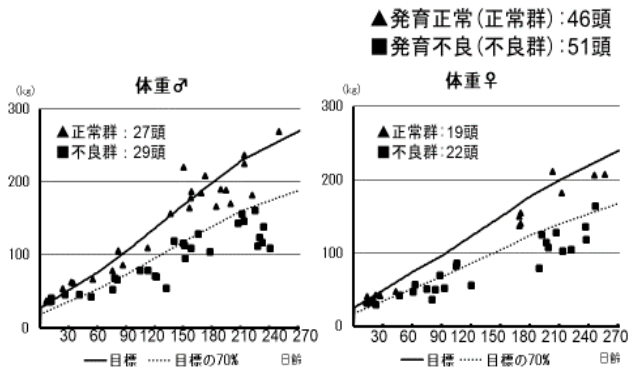 ▲発育正常(正常群):46頭
■発育不良(不良群):51頭
(kg)
体重♂
300
▲正常群 : 27頭
■不良群 : 29頭
200
100
0
30 60 90 120 150 180 210 240 270
目標 目標の70% 日齢
(kg)
体重♀
300
▲正常群:19頭
■不良群:22頭
200
100
0
30 60 90 120 150 180 210 240 270
目標 目標の70% 日齢